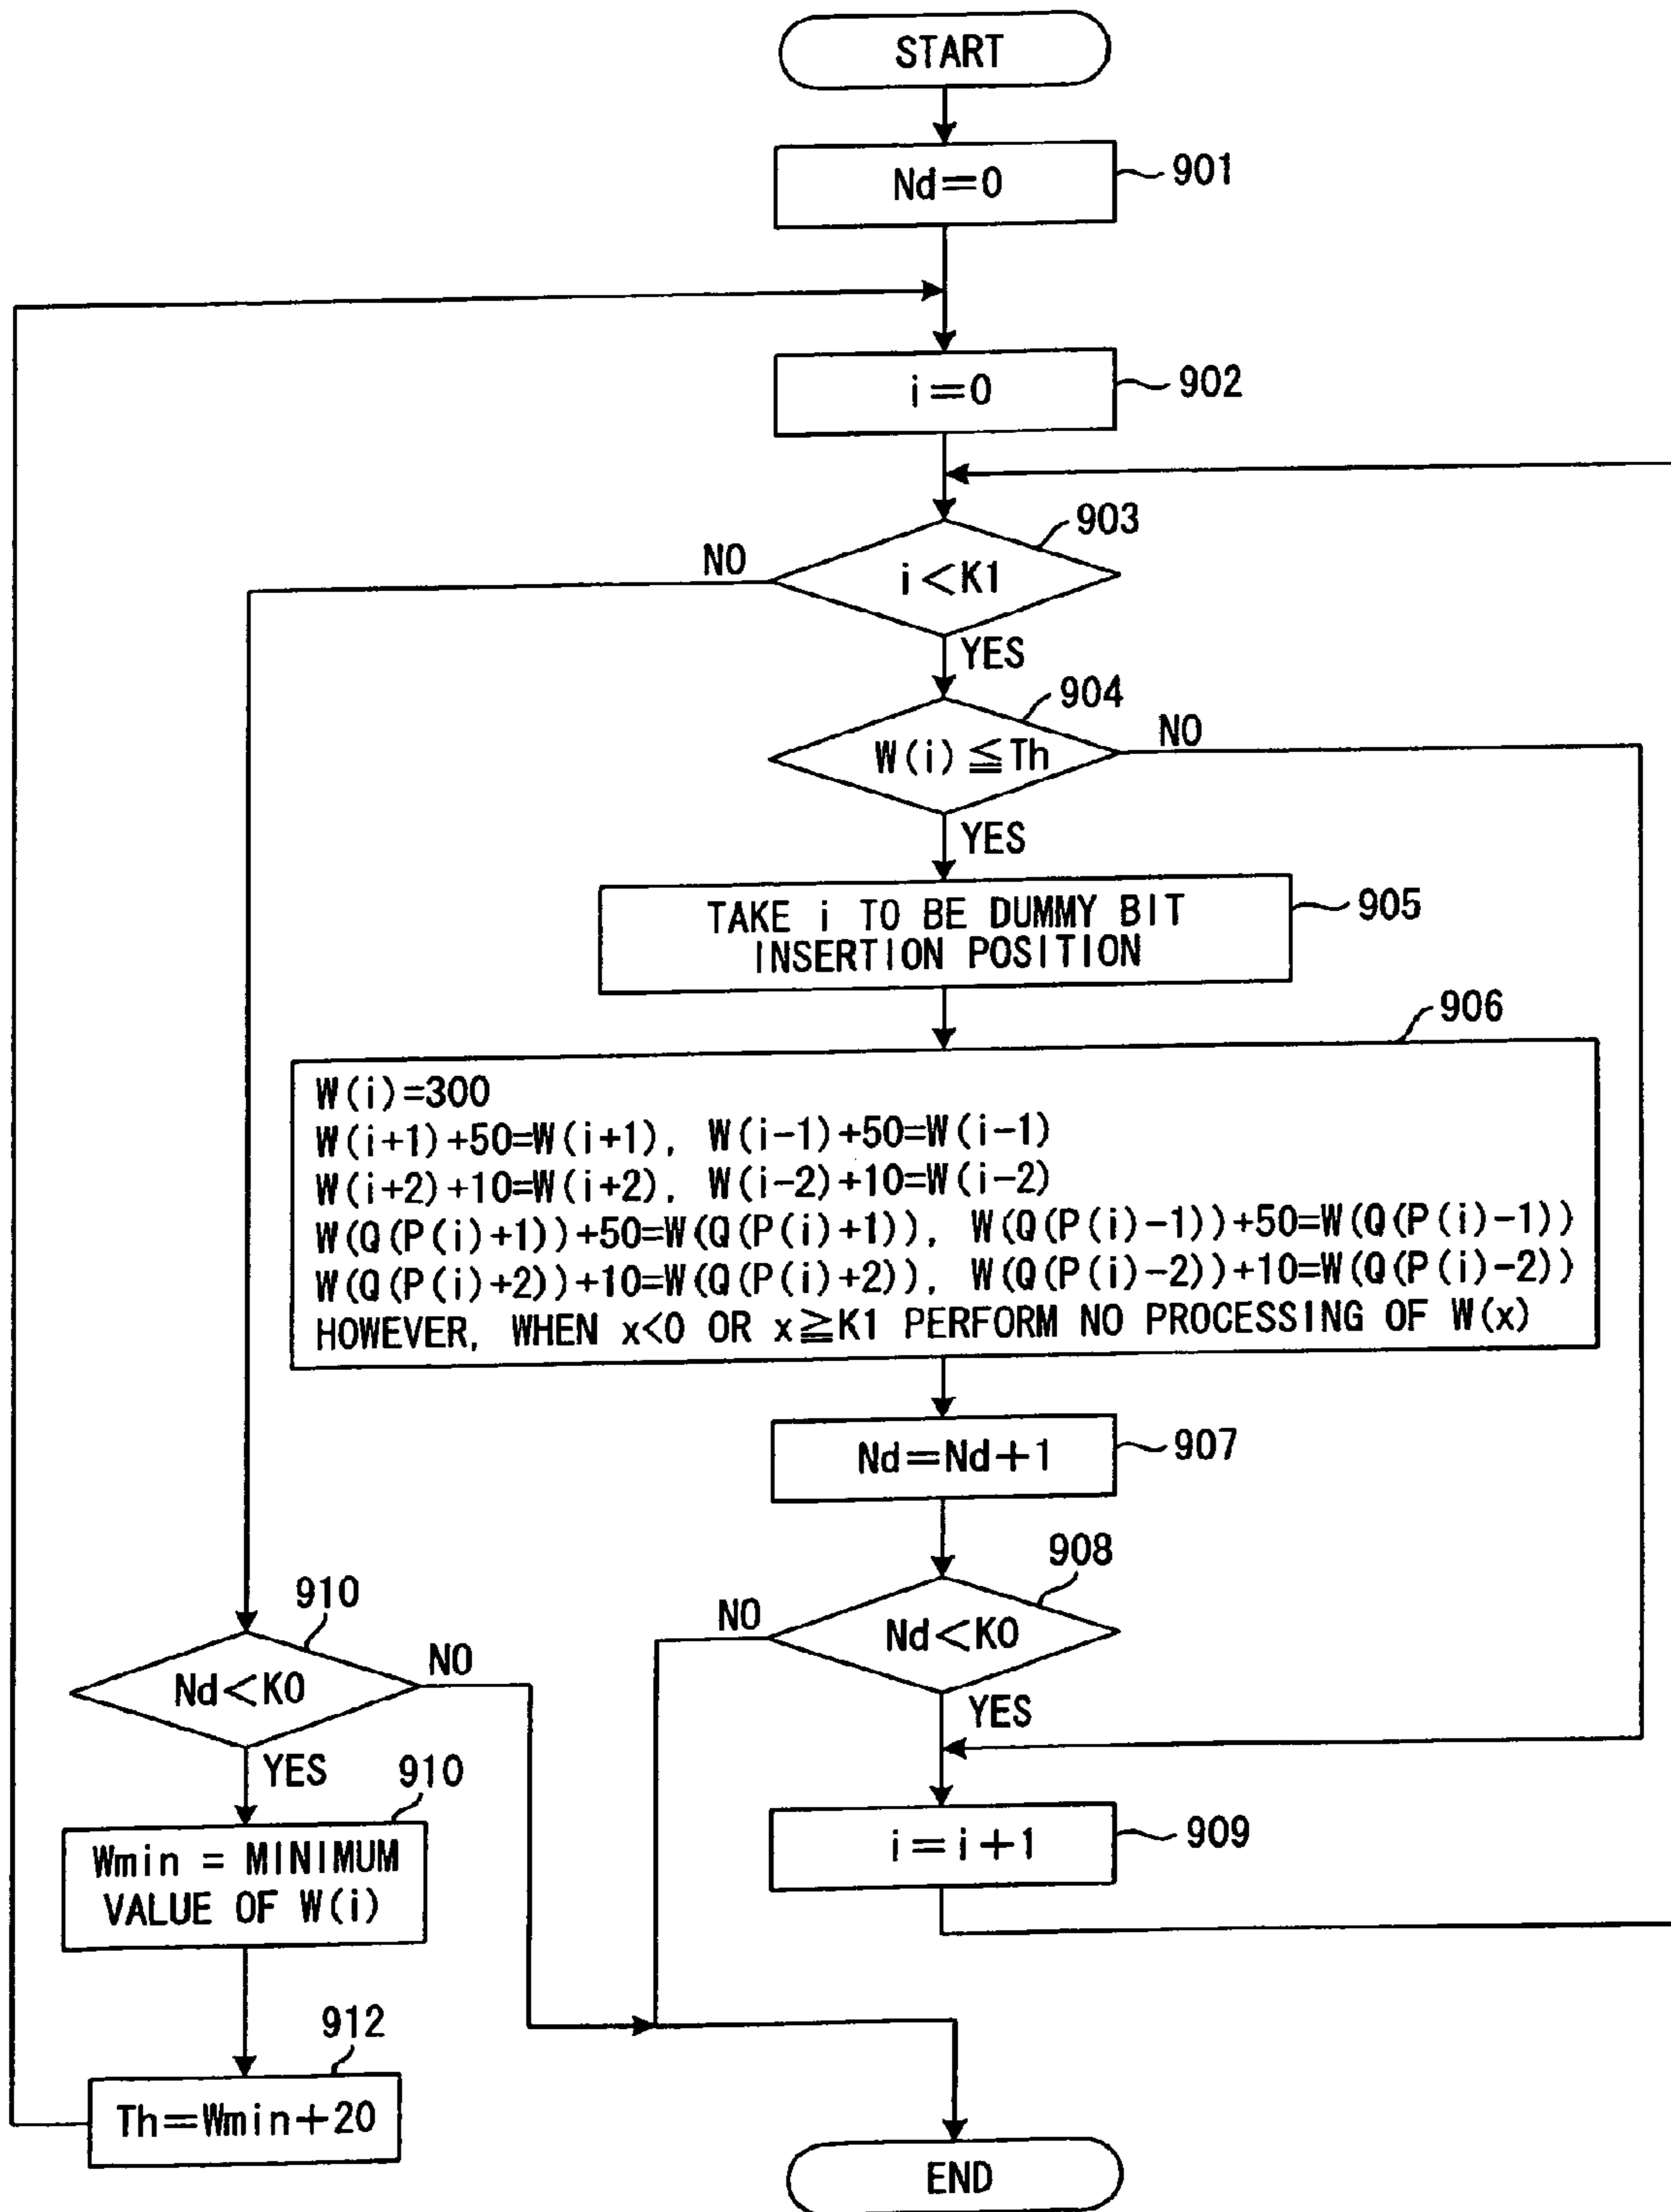 START
Nd=0
901
i=0
902
903
NO
i<K1
YES
904
NO
W(i)≦Th
YES
TAKE i TO BE DUMMY BIT
INSERTION POSITION
905
906
W(i)=300
W(i+1)+50=W(i+1), W(i-1)+50=W(i-1)
W(i+2)+10=W(i+2), W(i-2)+10=W(i-2)
W(Q(P(i)+1))+50=W(Q(P(i)+1)), W(Q(P(i)-1))+50=W(Q(P(i)-1))
W(Q(P(i)+2))+10=W(Q(P(i)+2)), W(Q(P(i)-2))+10=W(Q(P(i)-2))
HOWEVER, WHEN x<0 OR x≧K1 PERFORM NO PROCESSING OF W(x)
Nd=Nd+1
907
908
NO
Nd<K0
YES
910
NO
Nd<K0
YES
910
Wmin = MINIMUM
VALUE OF W(i)
i=i+1
909
912
Th=Wmin+20
END